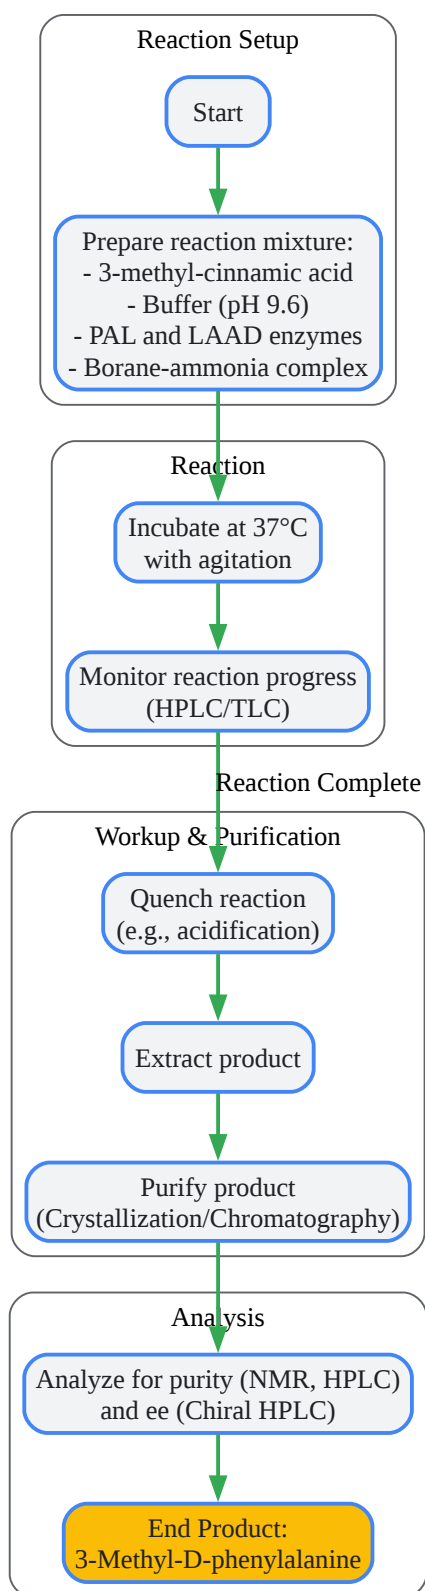 Reaction Setup
Start
Prepare reaction mixture:
- 3-methyl-cinnamic acid
- Buffer (pH 9.6)
- PAL and LAAD enzymes
- Borane-ammonia complex
Reaction
Incubate at 37°C
with agitation
Monitor reaction progress
(HPLC/TLC)
Reaction Complete
Workup & Purification
Quench reaction
(e.g., acidification)
Extract product
Purify product
(Crystallization/Chromatography)
Analysis
Analyze for purity (NMR, HPLC)
and ee (Chiral HPLC)
End Product:
3-Methyl-D-phenylalanine